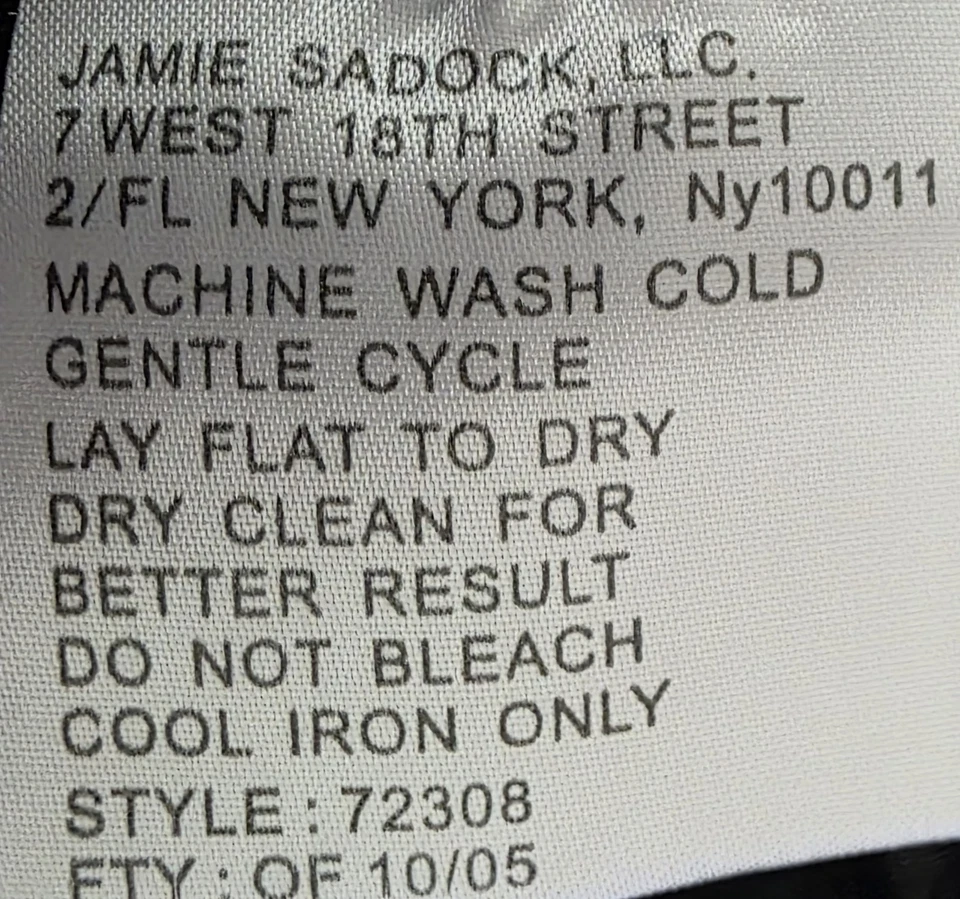 JAMIE SADOCK, LLC.
7 WEST 18TH STREET
2/FL NEW YORK, Ny10011
MACHINE WASH COLD
GENTLE CYCLE
LAY FLAT TO DRY
DRY CLEAN FOR
BETTER RESULT
DO NOT BLEACH
COOL IRON ONLY
STYLE : 72308
FTY : OF 10/05